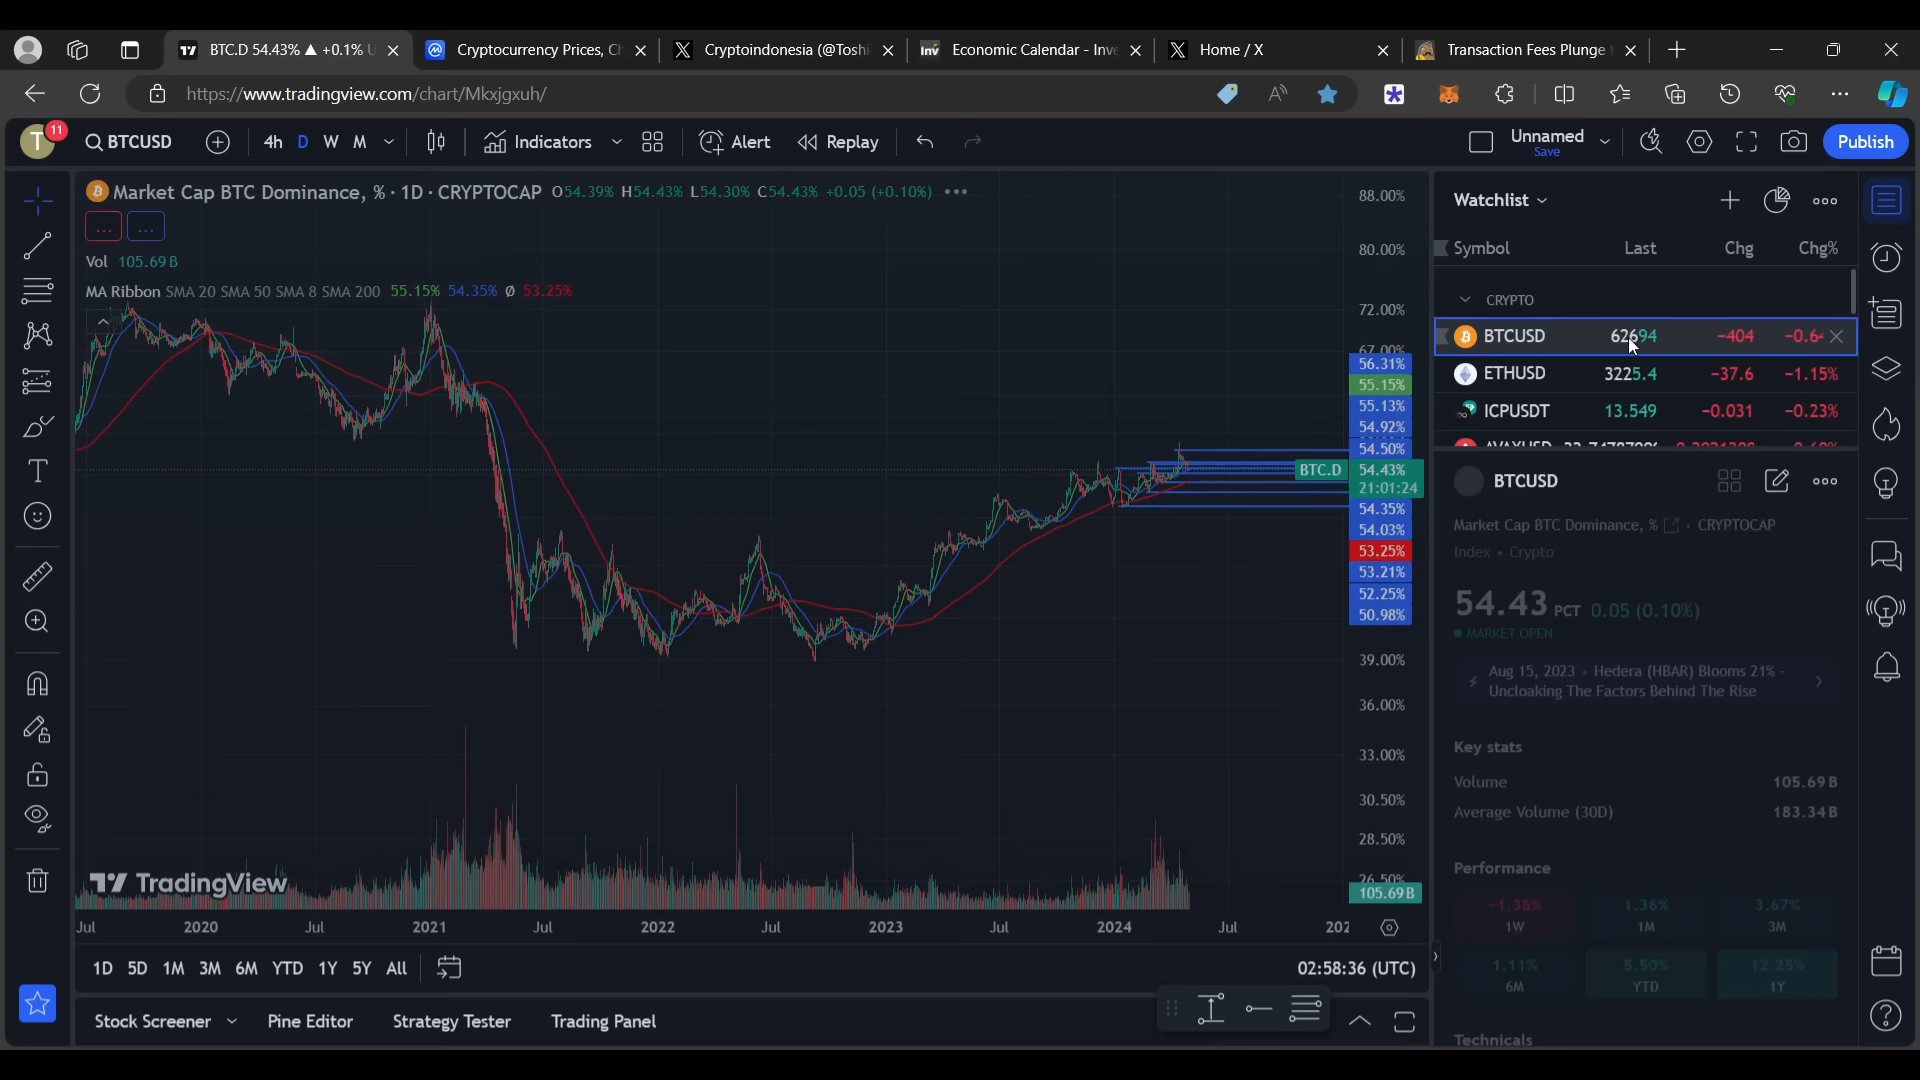 BTC.D 54.43% ▲ +0.1% U
Cryptocurrency Prices, Ch
Cryptoindonesia (@Toshi
Inv
Economic Calendar - Inve
Home / X
Transaction Fees Plunge t
https://www.tradingview.com/chart/Mkxjgxuh/
T
11
BTCUSD
4h D W M
Indicators
Alert
Replay
Unnamed
Save
Publish
Market Cap BTC Dominance, % · 1D · CRYPTOCAP O54.39% H54.43% L54.30% C54.43% +0.05 (+0.10%)
... ...
Vol 105.69 B
MA Ribbon SMA 20 SMA 50 SMA 8 SMA 200 55.15% 54.35% Ø 53.25%
88.00%
80.00%
72.00%
67.00%
56.31%
55.15%
55.13%
54.92%
54.50%
BTC.D 54.43%
21:01:24
54.35%
54.03%
53.25%
53.21%
52.25%
50.98%
39.00%
36.00%
33.00%
30.50%
28.50%
26.50%
105.69 B
TradingView
Jul 2020 Jul 2021 Jul 2022 Jul 2023 Jul 2024 Jul 202
1D 5D 1M 3M 6M YTD 1Y 5Y All
02:58:36 (UTC)
Stock Screener Pine Editor Strategy Tester Trading Panel
Watchlist
Symbol Last Chg Chg%
CRYPTO
BTCUSD 62694 −404 −0.64
ETHUSD 3225.4 −37.6 −1.15%
ICPUSDT 13.549 −0.031 −0.23%
BTCUSD
Market Cap BTC Dominance, % · CRYPTOCAP
Index • Crypto
54.43 PCT 0.05 (0.10%)
MARKET OPEN
Aug 15, 2023 • Hedera (HBAR) Blooms 21% -
Uncloaking The Factors Behind The Rise
Key stats
Volume 105.69 B
Average Volume (30D) 183.34 B
Performance
−1.35% 1.36% 3.67%
1W 1M 3M
1.11% 5.50% 12.25%
6M YTD 1Y
Technicals